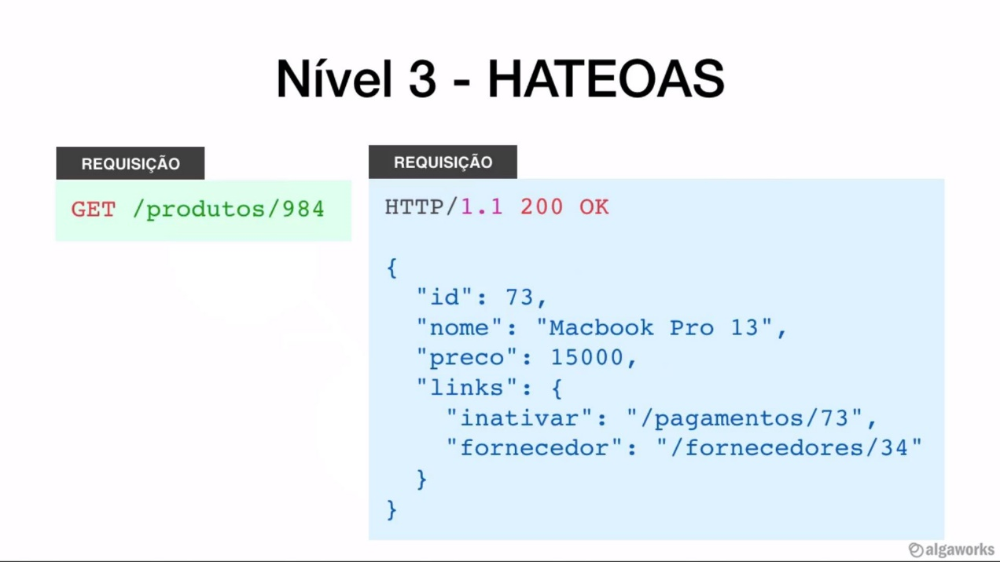 Nível 3 - HATEOAS
REQUISIÇÃO
GET /produtos/984
REQUISIÇÃO
HTTP/1.1 200 OK
{
"id": 73,
"nome": "Macbook Pro 13",
"preco": 15000,
"links": {
"inativar": "/pagamentos/73",
"fornecedor": "/fornecedores/34"
}
}
algaworks